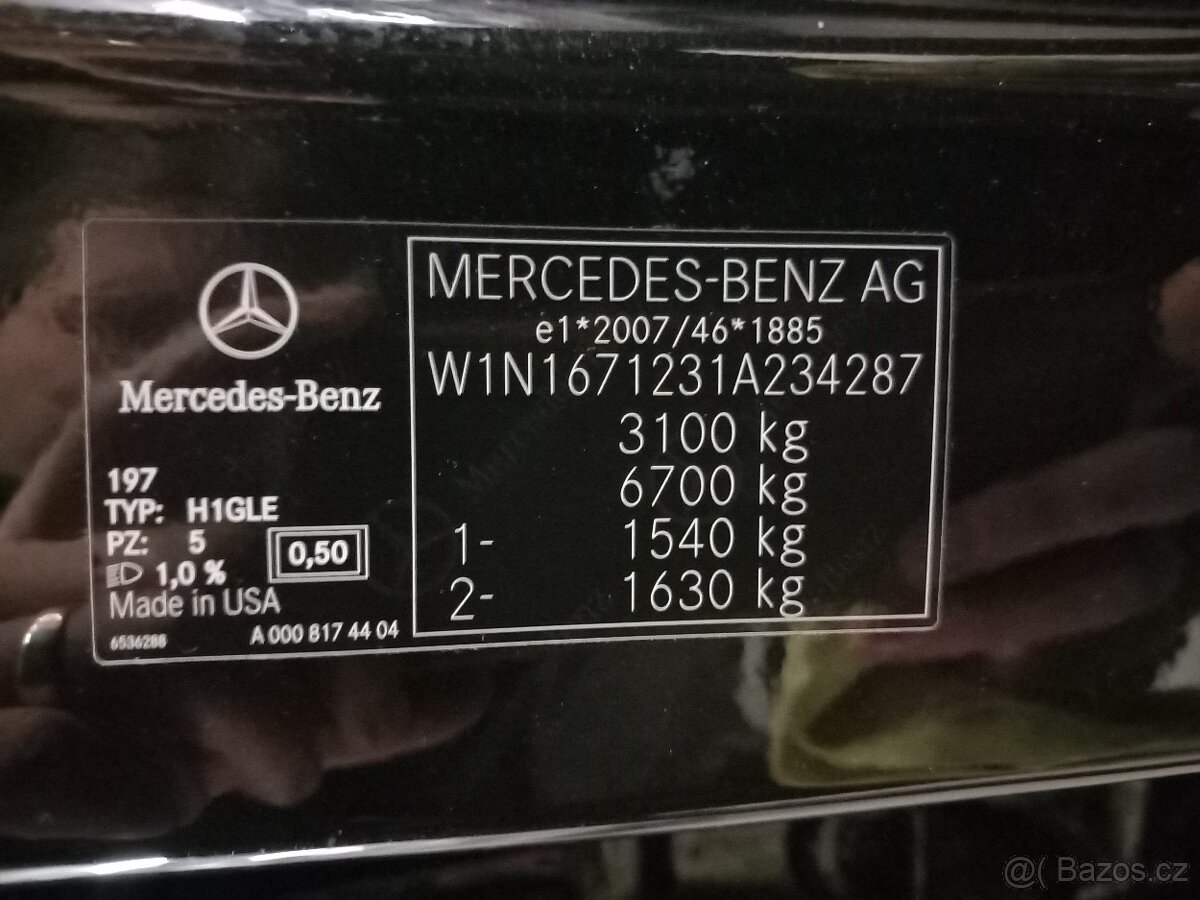 Mercedes-Benz
197
TYP: H1GLE
PZ: 5
0,50
1,0 %
Made in USA
6536288
A 000 817 44 04
MERCEDES-BENZ AG
e1*2007/46*1885
W1N1671231A234287
3100 kg
6700 kg
1- 1540 kg
2- 1630 kg
@( Bazos.cz